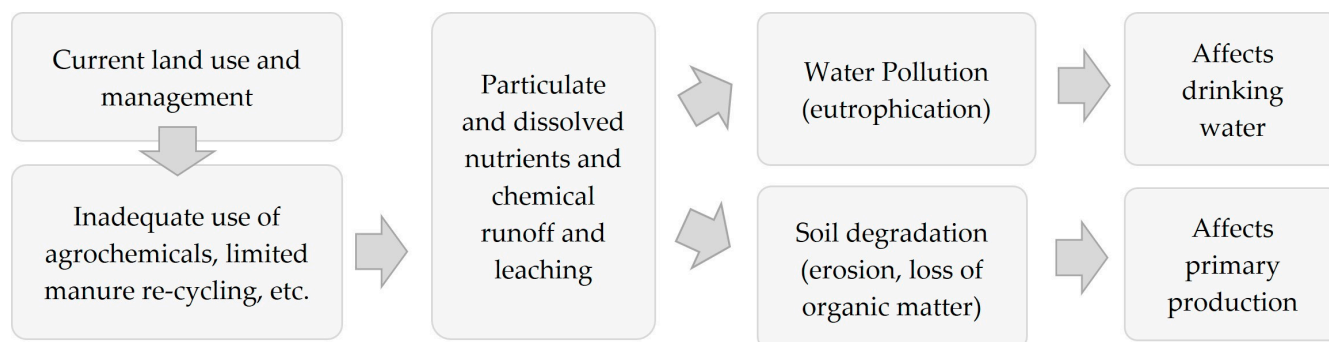 Current land use and
management
Inadequate use of
agrochemicals, limited
manure re-cycling, etc.
Particulate
and dissolved
nutrients and
chemical
runoff and
leaching
Water Pollution
(eutrophication)
Affects
drinking
water
Soil degradation
(erosion, loss of
organic matter)
Affects
primary
production